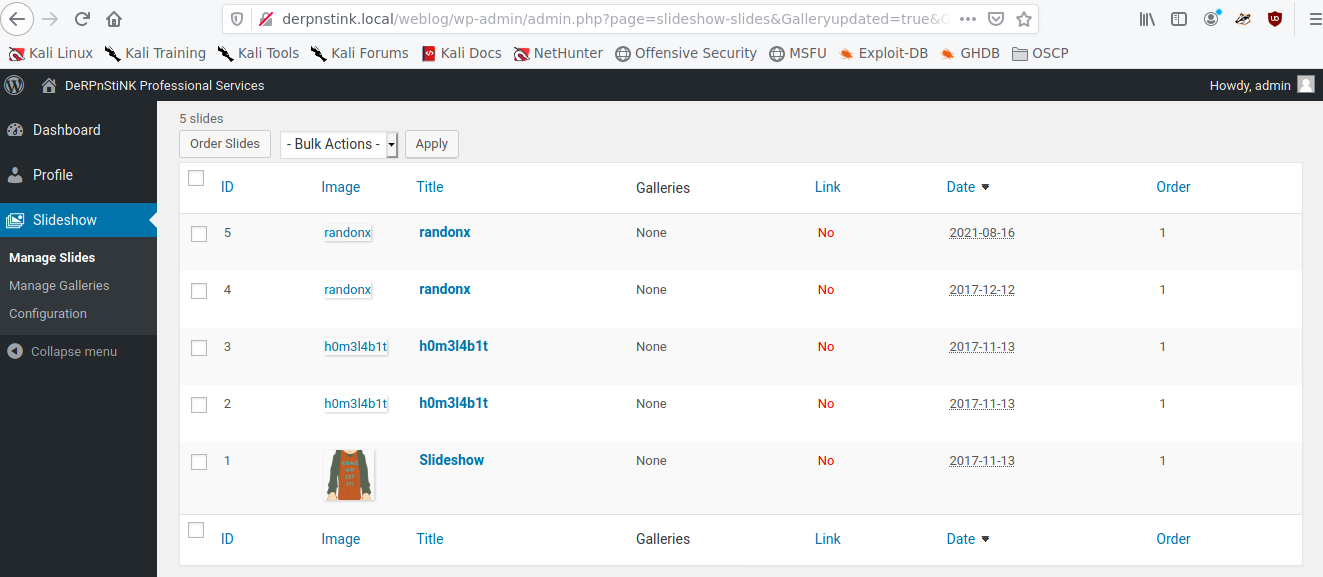 derpnstink.local/weblog/wp-admin/admin.php?page=slideshow-slides&Galleryupdated=true&G
Kali Linux Kali Training Kali Tools Kali Forums Kali Docs NetHunter Offensive Security MSFU Exploit-DB GHDB OSCP
DeRPnStiNK Professional Services Howdy, admin
Dashboard
Profile
Slideshow
Manage Slides
Manage Galleries
Configuration
Collapse menu
5 slides
Order Slides - Bulk Actions - Apply
ID Image Title Galleries Link Date Order
5 randonx randonx None No 2021-08-16 1
4 randonx randonx None No 2017-12-12 1
3 h0m3l4b1t h0m3l4b1t None No 2017-11-13 1
2 h0m3l4b1t h0m3l4b1t None No 2017-11-13 1
1 Slideshow None No 2017-11-13 1
ID Image Title Galleries Link Date Order